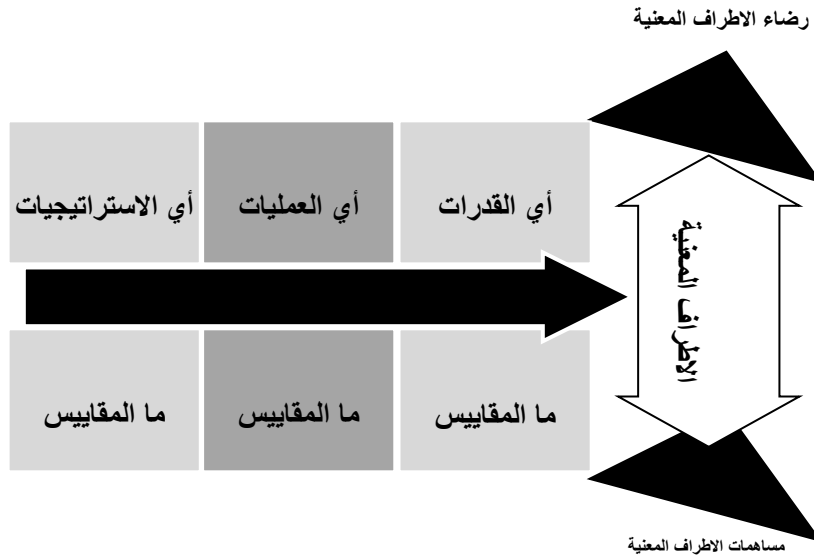 رضاء الاطراف المعنية
أي القدرات
أي العمليات
أي الاستراتيجيات
الاطراف المعنية
ما المقاييس
ما المقاييس
ما المقاييس
مساهمات الاطراف المعنية